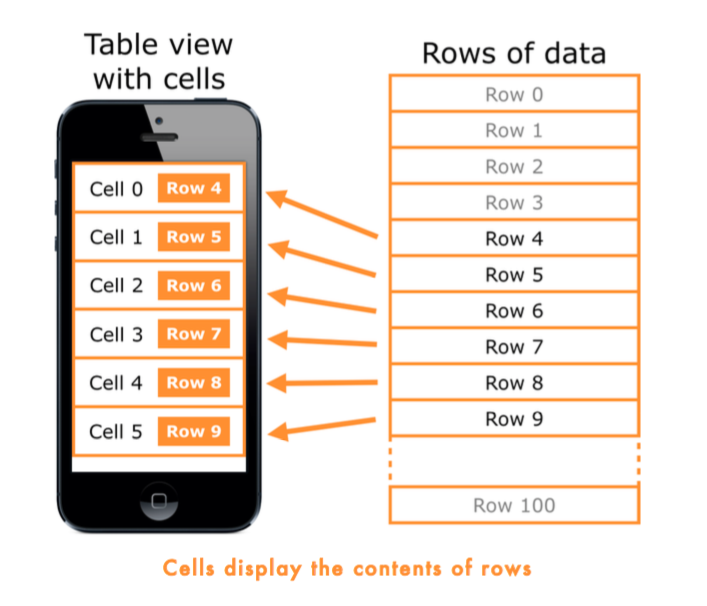 Table view
with cells
Cell 0 Row 4
Cell 1 Row 5
Cell 2 Row 6
Cell 3 Row 7
Cell 4 Row 8
Cell 5 Row 9
Rows of data
Row 0
Row 1
Row 2
Row 3
Row 4
Row 5
Row 6
Row 7
Row 8
Row 9
Row 100
Cells display the contents of rows